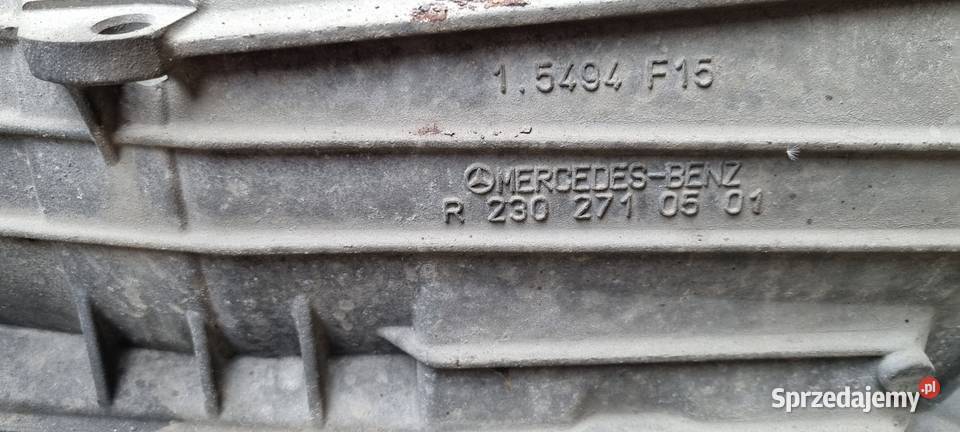 1.5494 F15
MERCEDES-BENZ
R 230 271 05 01
Sprzedajemy.pl